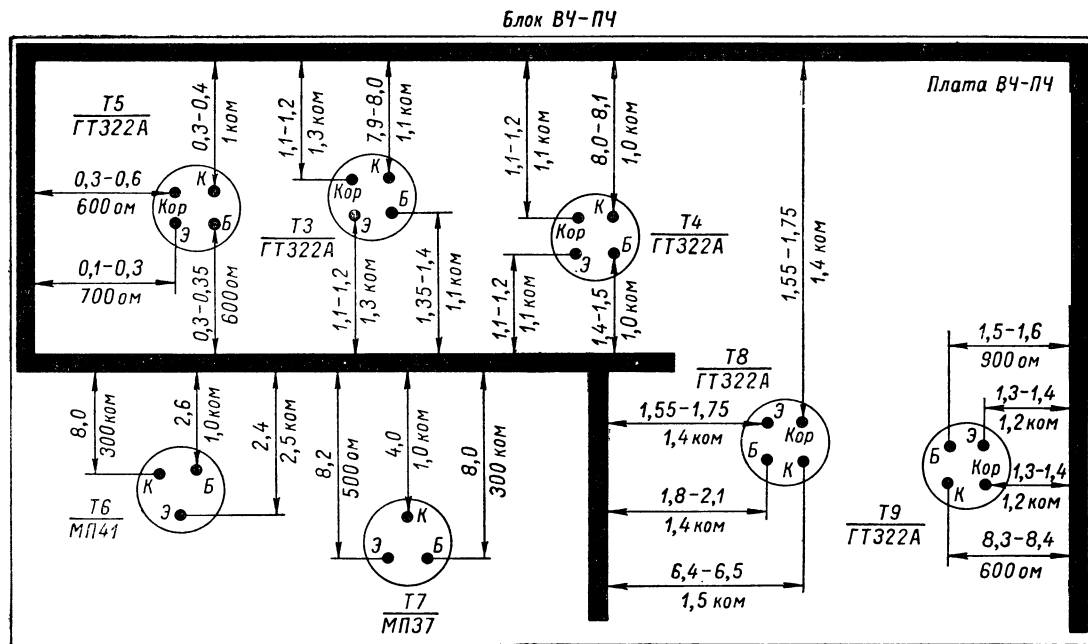 Блок ВЧ-ПЧ
Плата ВЧ-ПЧ
Т5
ГТ322А
0,3-0,4
1 ком
0,3-0,6
600 ом
0,1-0,3
700 ом
0,3-0,35
600 ом
К
Кор
Э
Б
1,1-1,2
1,3 ком
7,9-8,0
1,1 ком
К
Кор
Б
Э
Т3
ГТ322А
1,1-1,2
1,3 ком
1,35-1,4
1,1 ком
1,1-1,2
1,1 ком
8,0-8,1
1,0 ком
К
Кор
Э
Б
Т4
ГТ322А
1,1-1,2
1,1 ком
1,4-1,5
1,0 ком
1,55-1,75
1,4 ком
8,0
300 ком
2,6
1,0 ком
2,4
2,5 ком
К
Б
Э
Т6
МП41
8,2
500 ом
4,0
1,0 ком
8,0
300 ком
К
Э
Б
Т7
МП37
Т8
ГТ322А
1,55-1,75
1,4 ком
Э
Кор
Б
К
1,8-2,1
1,4 ком
6,4-6,5
1,5 ком
1,5-1,6
900 ом
1,3-1,4
1,2 ком
Б
Э
Кор
К
1,3-1,4
1,2 ком
Т9
ГТ322А
8,3-8,4
600 ом